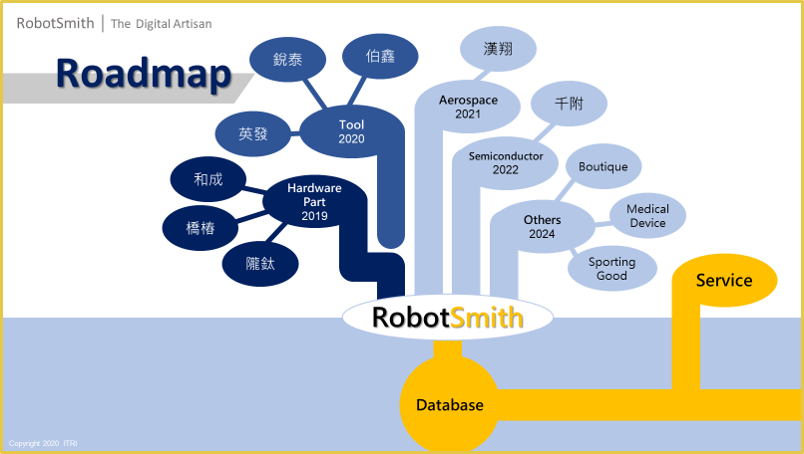 RobotSmith | The Digital Artisan
Roadmap
銳泰
伯鑫
英發
Tool
2020
和成
橋椿
隴鈦
Hardware
Part
2019
漢翔
Aerospace
2021
千附
Semiconductor
2022
Boutique
Others
2024
Medical
Device
Sporting
Good
Service
RobotSmith
Database
Copyright 2020 ITRI